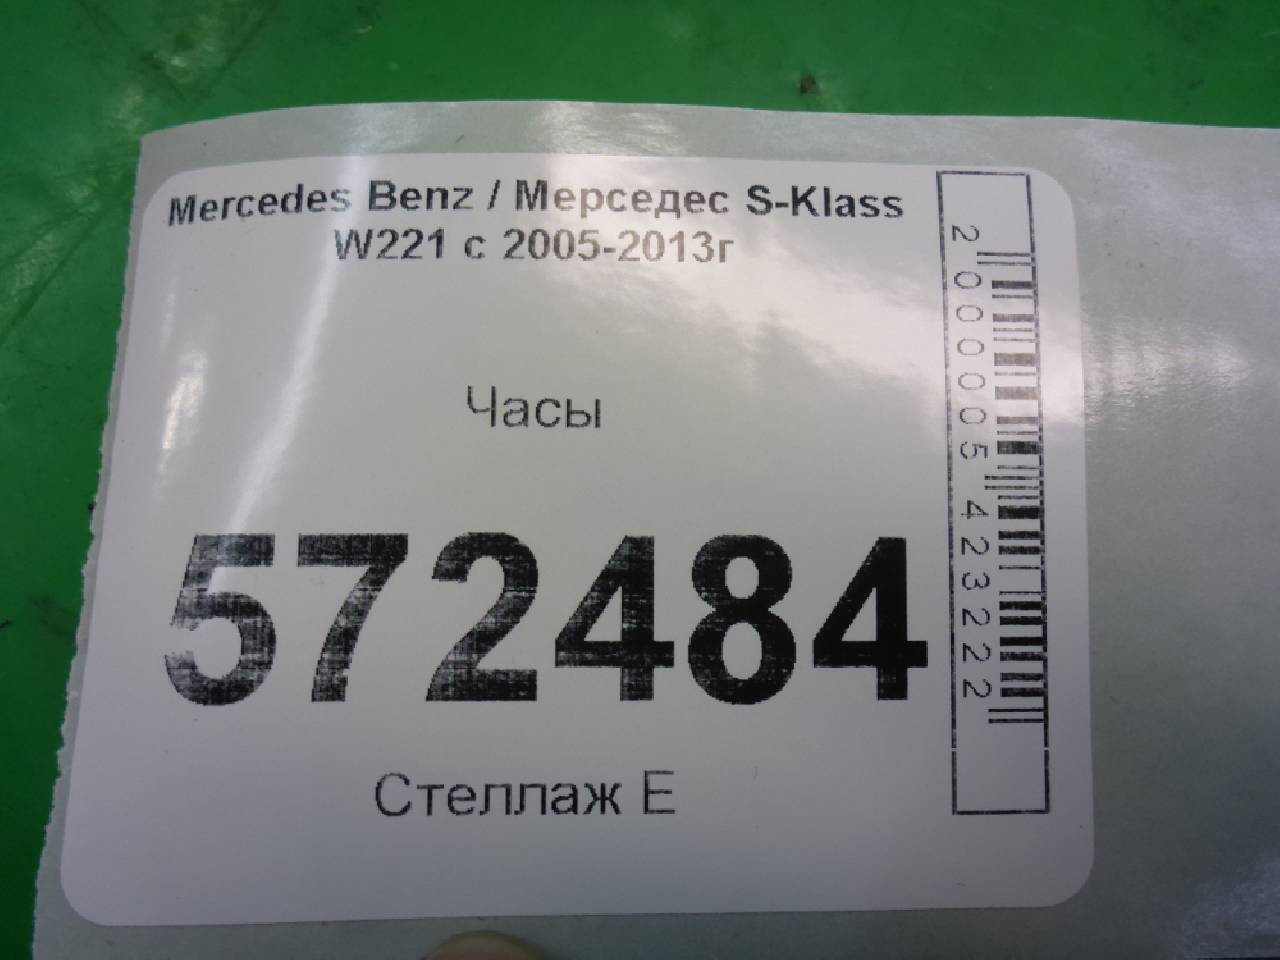 Mercedes Benz / Мерседес S-Klass
W221 с 2005-2013г
Часы
572484
Стеллаж Е
2000005423222